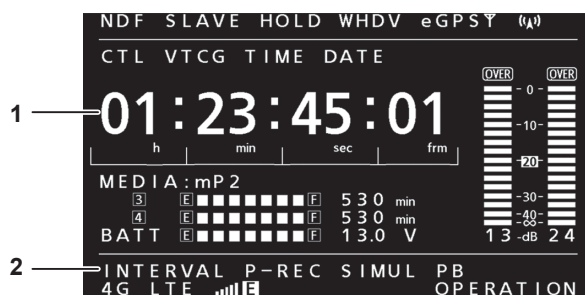 NDF SLAVE HOLD WHDV eGPS
CTL VTCG TIME DATE
OVER OVER
1
01:23:45:01
h min sec frm
- 0 -
-10-
-20-
-30-
-40-
-∞-
13 -dB 24
MEDIA:mP2
3 E F 530 min
4 E F 530 min
BATT E F 13.0 V
2
INTERVAL P-REC SIMUL PB
4G LTE E OPERATION